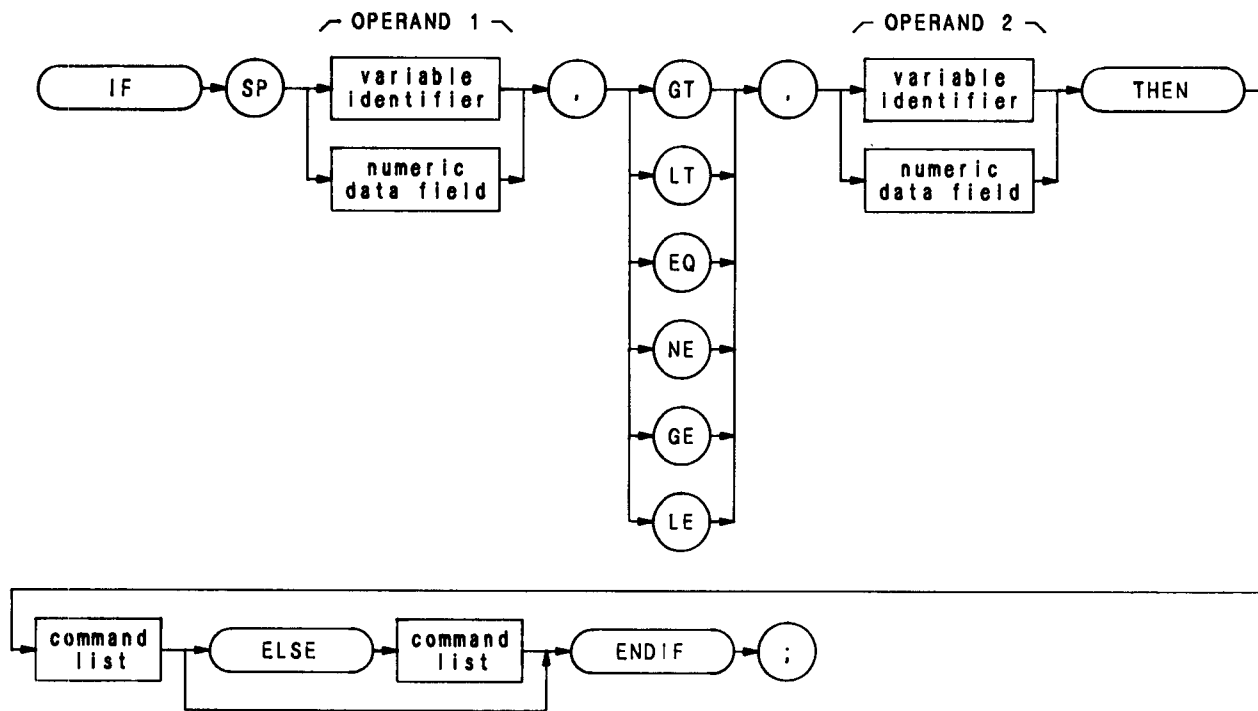 OPERAND 1
OPERAND 2
IF
SP
variable
identifier
numeric
data field
,
GT
LT
EQ
NE
GE
LE
,
variable
identifier
numeric
data field
THEN
command
list
ELSE
command
list
ENDIF
;